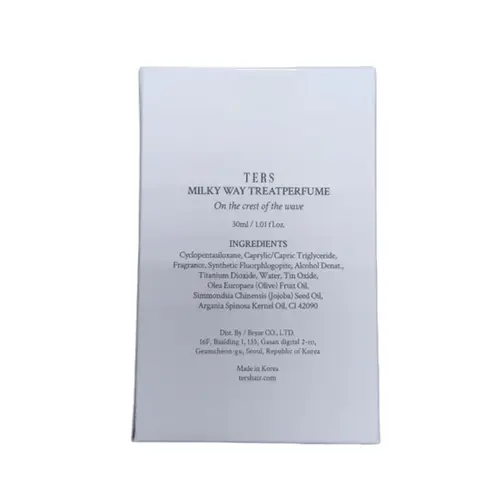 TERS
MILKY WAY TREATPERFUME
On the crest of the wave
30ml / 1.01 fl.oz.
INGREDIENTS
Cyclopentasiloxane, Caprylic/Capric Triglyceride,
Fragrance, Synthetic Fluorphlogopite, Alcohol Denat.,
Titanium Dioxide, Water, Tin Oxide,
Olea Europaea (Olive) Fruit Oil,
Simmondsia Chinensis (Jojoba) Seed Oil,
Argania Spinosa Kernel Oil, CI 42090
Dist. By / Beyar CO., LTD.
16F, Building 1, 135, Gasan digital 2-ro,
Geumcheon-gu, Seoul, Republic of Korea
Made in Korea
tershair.com